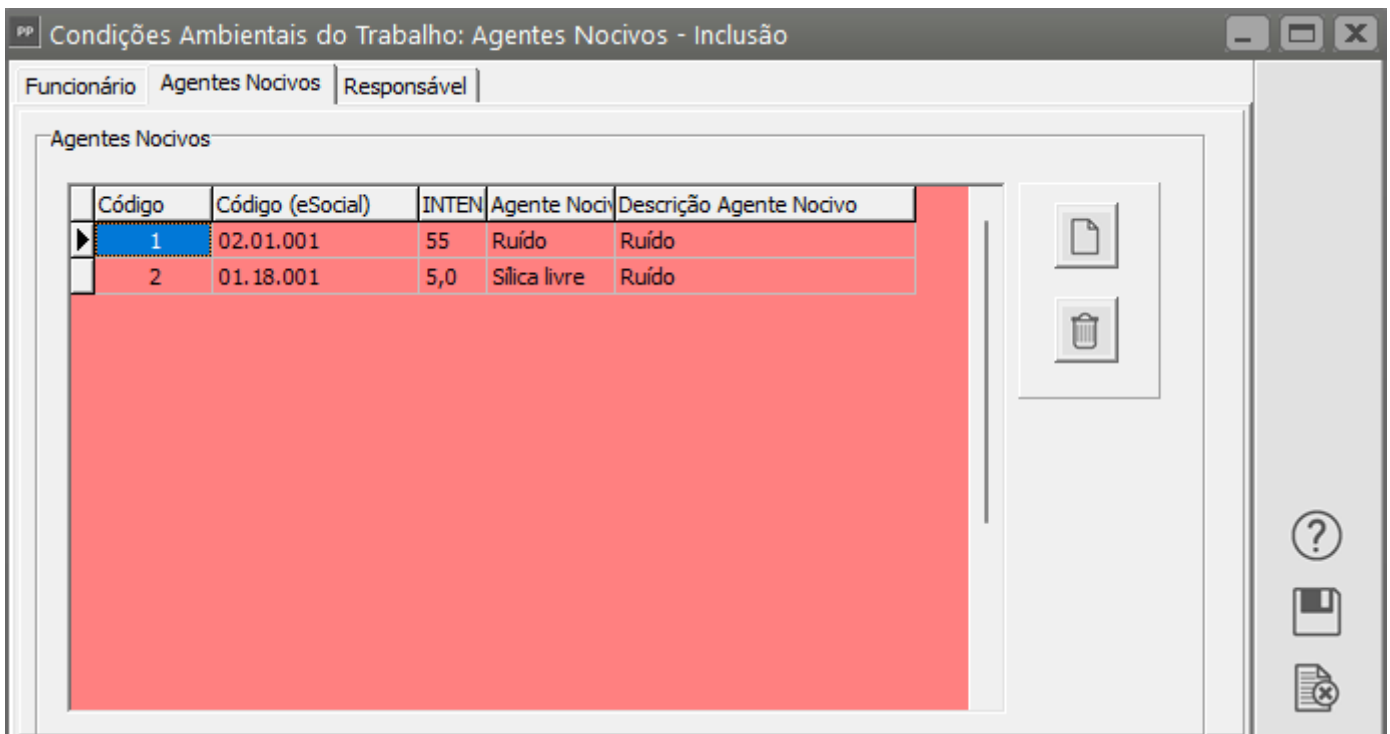 PP Condições Ambientais do Trabalho: Agentes Nocivos - Inclusão
Funcionário Agentes Nocivos Responsável
Agentes Nocivos
Código Código (eSocial) INTEN Agente Nociv Descrição Agente Nocivo
1 02.01.001 55 Ruído Ruído
2 01.18.001 5,0 Sílica livre Ruído
?